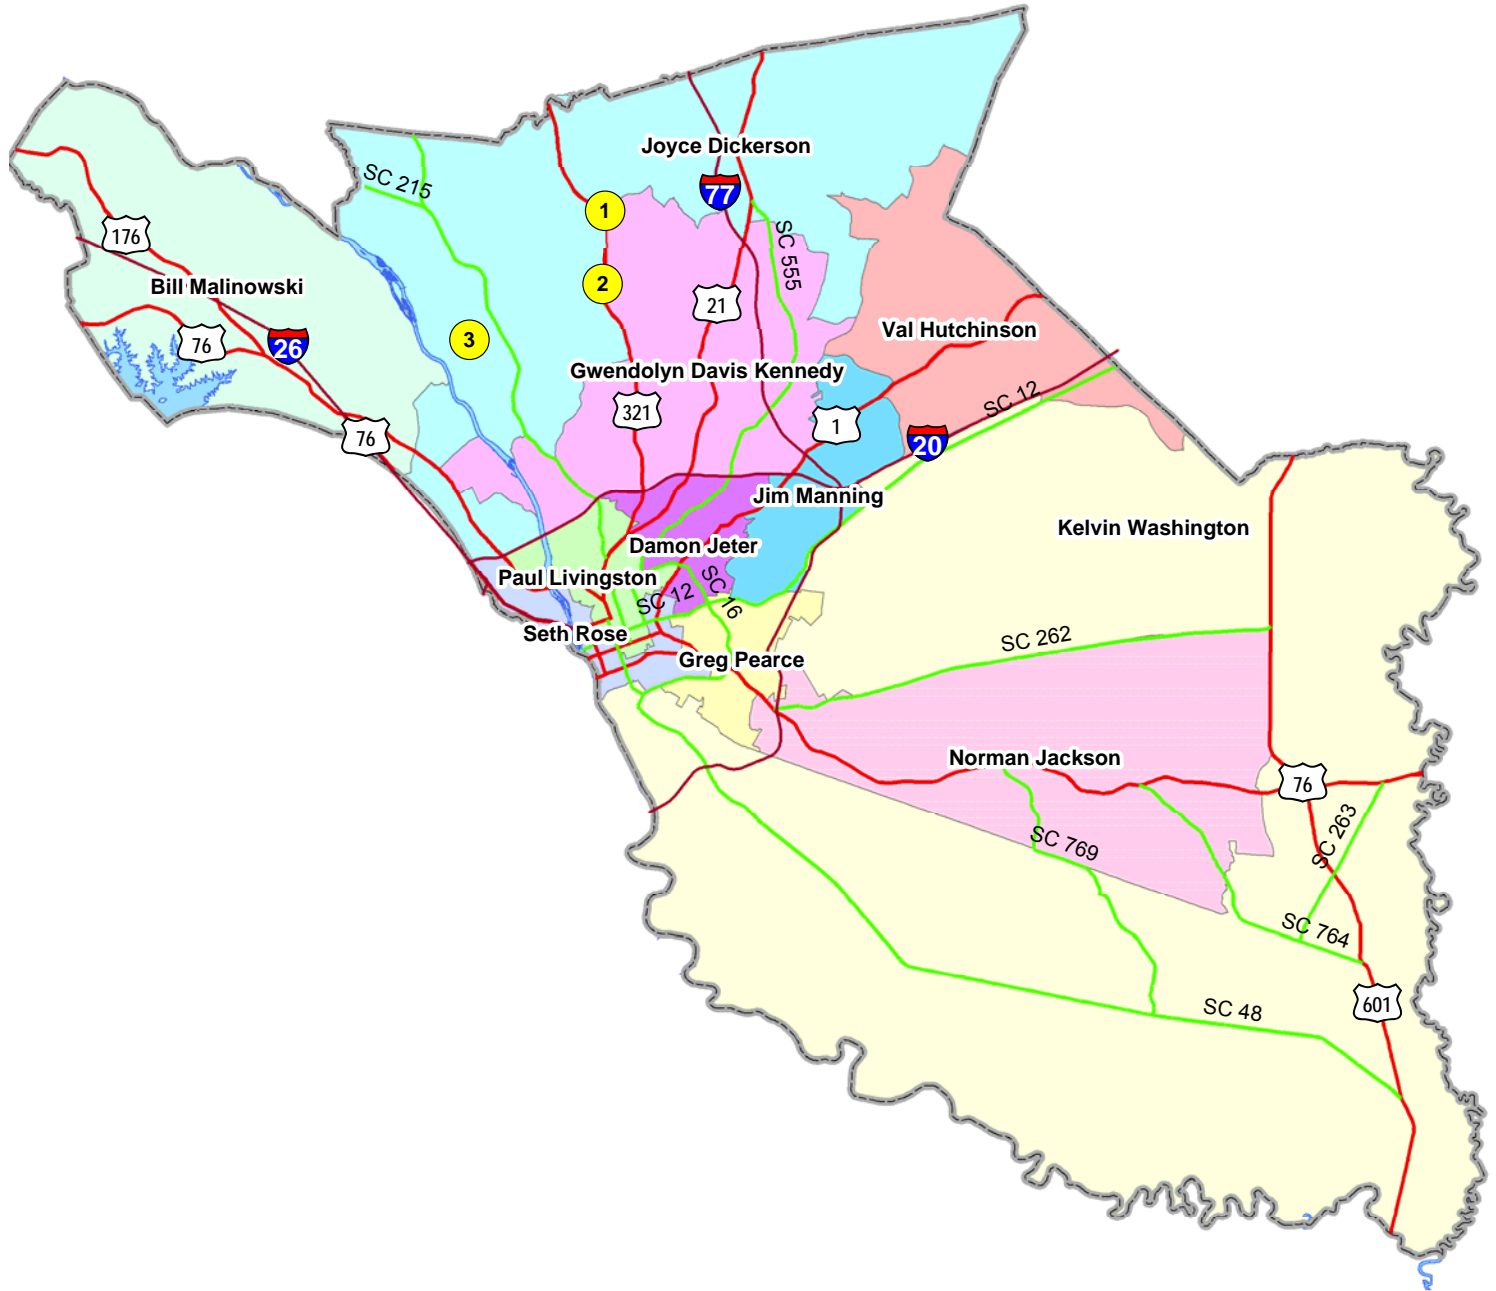 Joyce Dickerson
SC 215
77
1
176
SC 555
2
Bill Malinowski
21
Val Hutchinson
76
26
3
Gwendolyn Davis Kennedy
SC 12
321
1
76
20
Jim Manning
Kelvin Washington
Damon Jeter
Paul Livingston
SC 16
SC 12
Seth Rose
SC 262
Greg Pearce
Norman Jackson
76
SC 263
SC 769
SC 764
601
SC 48